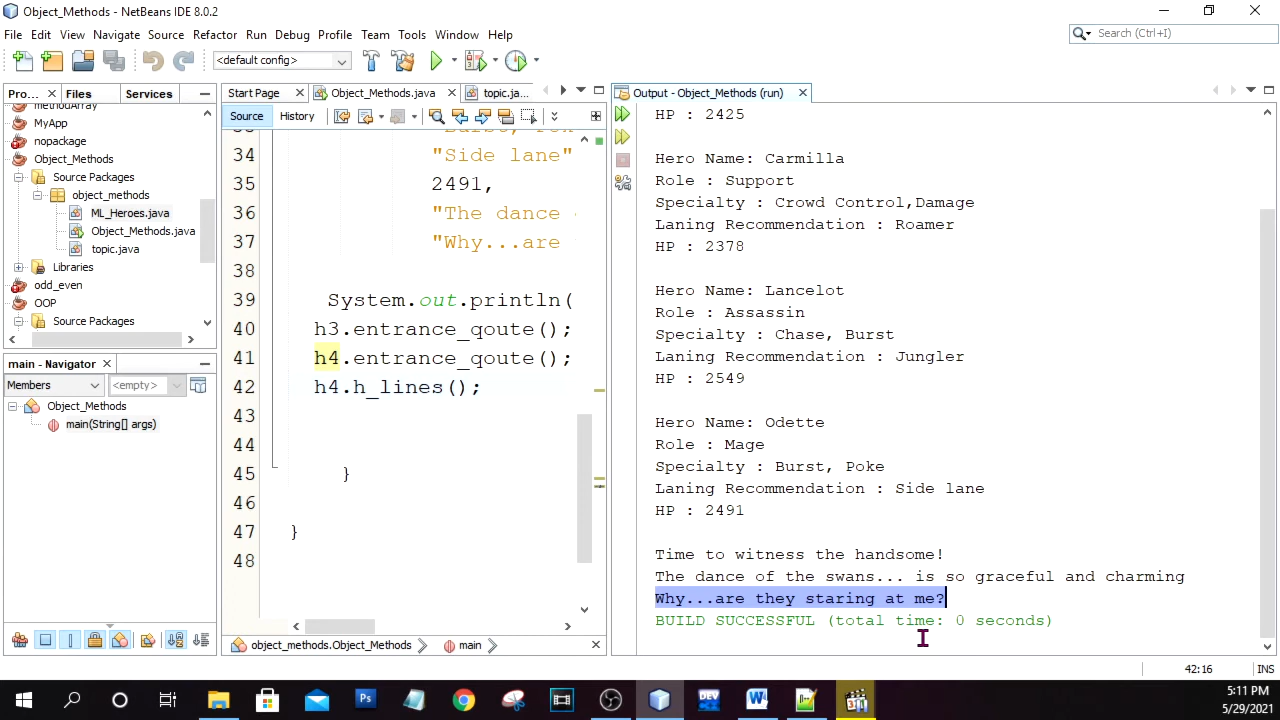 Object_Methods - NetBeans IDE 8.0.2
File Edit View Navigate Source Refactor Run Debug Profile Team Tools Window Help
Search (Ctrl+I)
<default config>
Pro... Files Services
methodArray
MyApp
nopackage
Object_Methods
Source Packages
object_methods
ML_Heroes.java
Object_Methods.java
topic.java
Libraries
odd_even
OOP
Source Packages
main - Navigator
Members <empty>
Object_Methods
main(String[] args)
Start Page Object_Methods.java topic.ja...
Source History
34 "Side lane"
35 2491,
36 "The dance
37 "Why...are
38
39 System.out.println(
40 h3.entrance_qoute();
41 h4.entrance_qoute();
42 h4.h_lines();
43
44
45 }
46
47 }
48
object_methods.Object_Methods main
Output - Object_Methods (run)
HP : 2425
Hero Name: Carmilla
Role : Support
Specialty : Crowd Control,Damage
Laning Recommendation : Roamer
HP : 2378
Hero Name: Lancelot
Role : Assassin
Specialty : Chase, Burst
Laning Recommendation : Jungler
HP : 2549
Hero Name: Odette
Role : Mage
Specialty : Burst, Poke
Laning Recommendation : Side lane
HP : 2491
Time to witness the handsome!
The dance of the swans... is so graceful and charming
Why...are they staring at me?
BUILD SUCCESSFUL (total time: 0 seconds)
42:16 INS
5:11 PM
5/29/2021